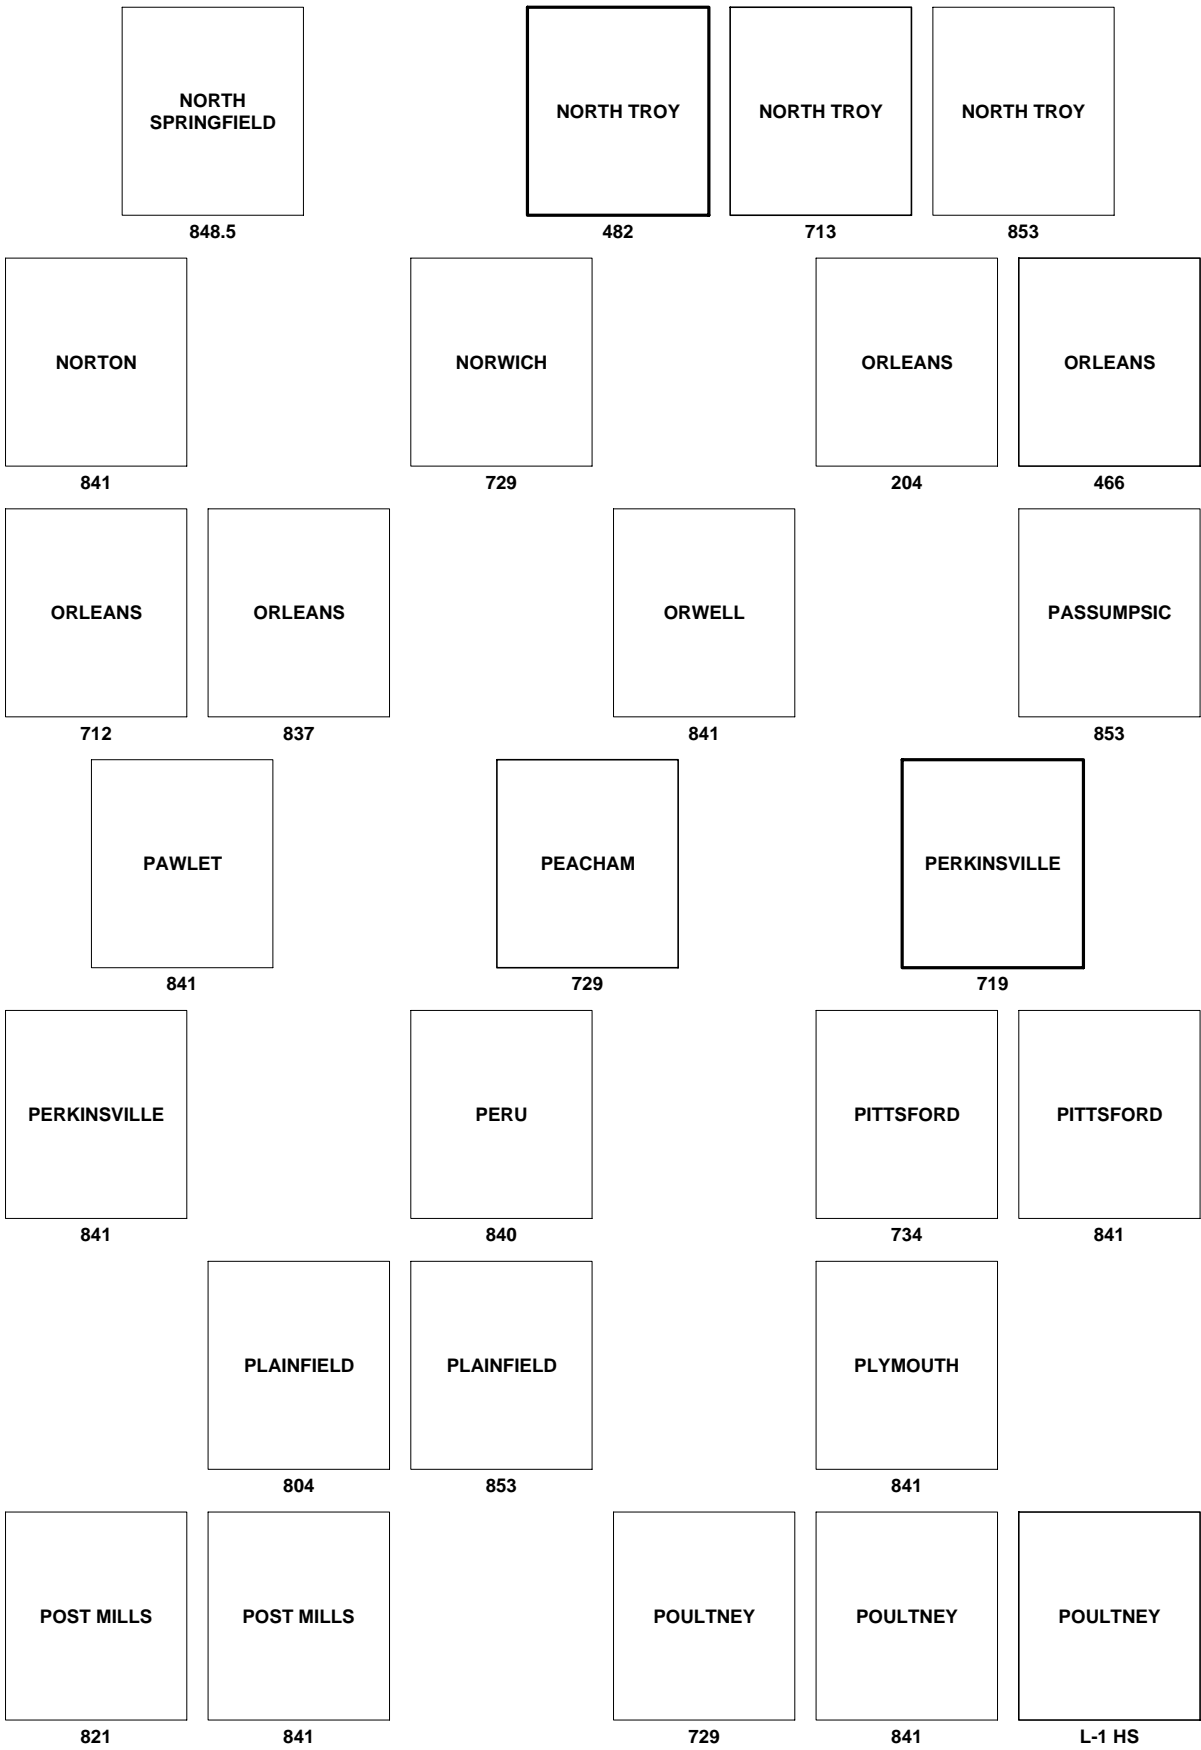 NORTH
SPRINGFIELD
NORTH TROY
NORTH TROY
NORTH TROY
848.5
482
713
853
NORTON
NORWICH
ORLEANS
ORLEANS
841
729
204
466
ORLEANS
ORLEANS
ORWELL
PASSUMPSIC
712
837
841
853
PAWLET
PEACHAM
PERKINSVILLE
841
729
719
PERKINSVILLE
PERU
PITTSFORD
PITTSFORD
841
840
734
841
PLAINFIELD
PLAINFIELD
PLYMOUTH
804
853
841
POST MILLS
POST MILLS
POULTNEY
POULTNEY
POULTNEY
821
841
729
841
L-1 HS